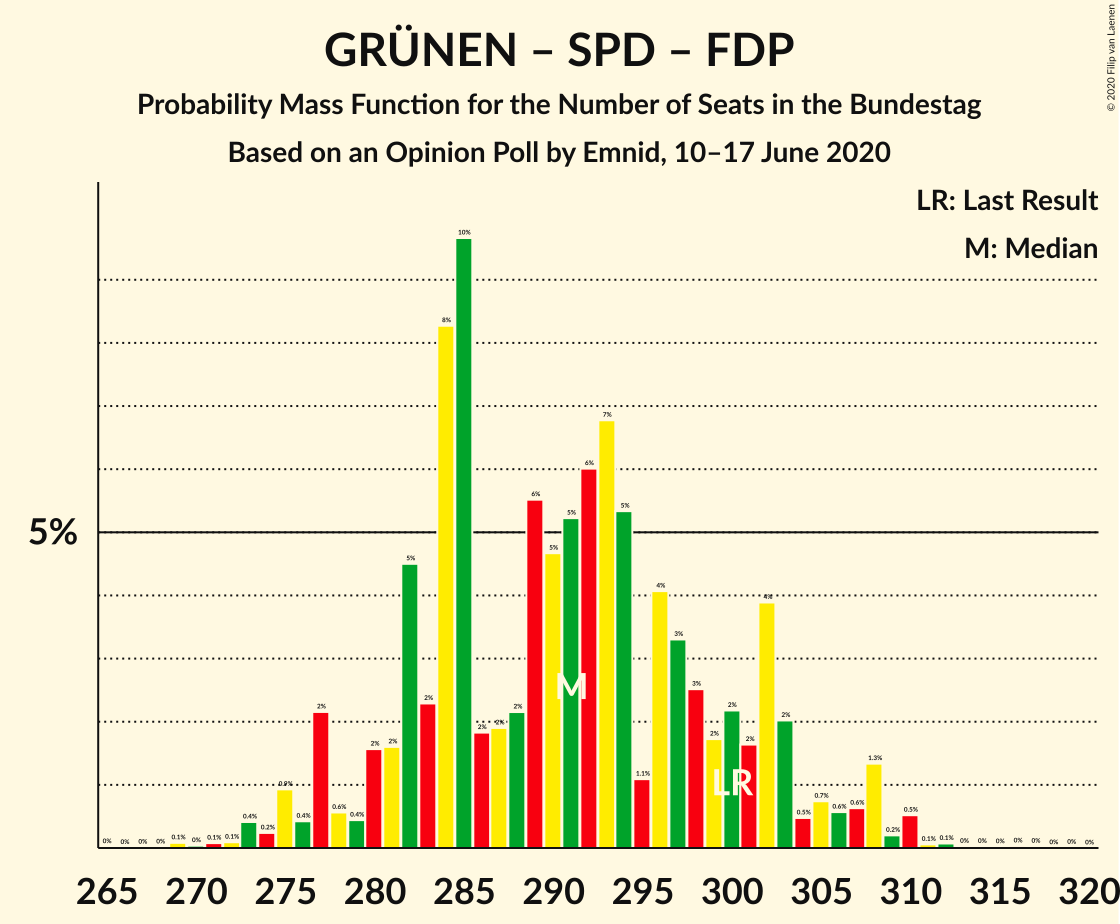 GRÜNEN – SPD – FDP
Probability Mass Function for the Number of Seats in the Bundestag
Based on an Opinion Poll by Emnid, 10–17 June 2020
© 2020 Filip van Laenen
LR: Last Result
M: Median
5%
0% 0% 0% 0% 0.1% 0% 0.1% 0.1% 0.4% 0.2% 0.9% 0.4% 2% 0.6% 0.4% 2% 2% 5% 2% 8% 10% 2% 2% 2% 6% 5% 5% 6% 7% 5% 1.1% 4% 3% 3% 2% 2% 2% 4% 2% 0.5% 0.7% 0.6% 0.6% 1.3% 0.2% 0.5% 0.1% 0.1% 0% 0% 0% 0% 0% 0% 0% 0%
M
LR
265 270 275 280 285 290 295 300 305 310 315 320